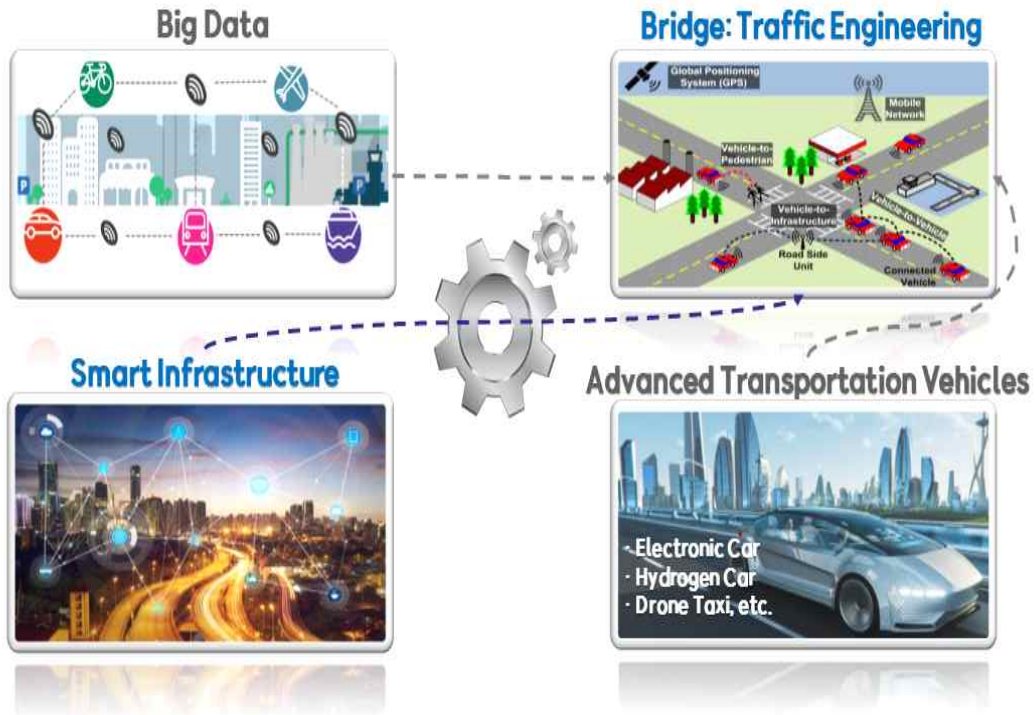 Big Data
Bridge: Traffic Engineering
Global Positioning
System (GPS)
Mobile
Network
Vehicle-to-
Pedestrian
Vehicle-to-
Infrastructure
Vehicle-to-Vehicle
Road Side
Unit
Connected
Vehicle
P
P
Smart Infrastructure
Advanced Transportation Vehicles
· Electronic Car
· Hydrogen Car
· Drone Taxi, etc.